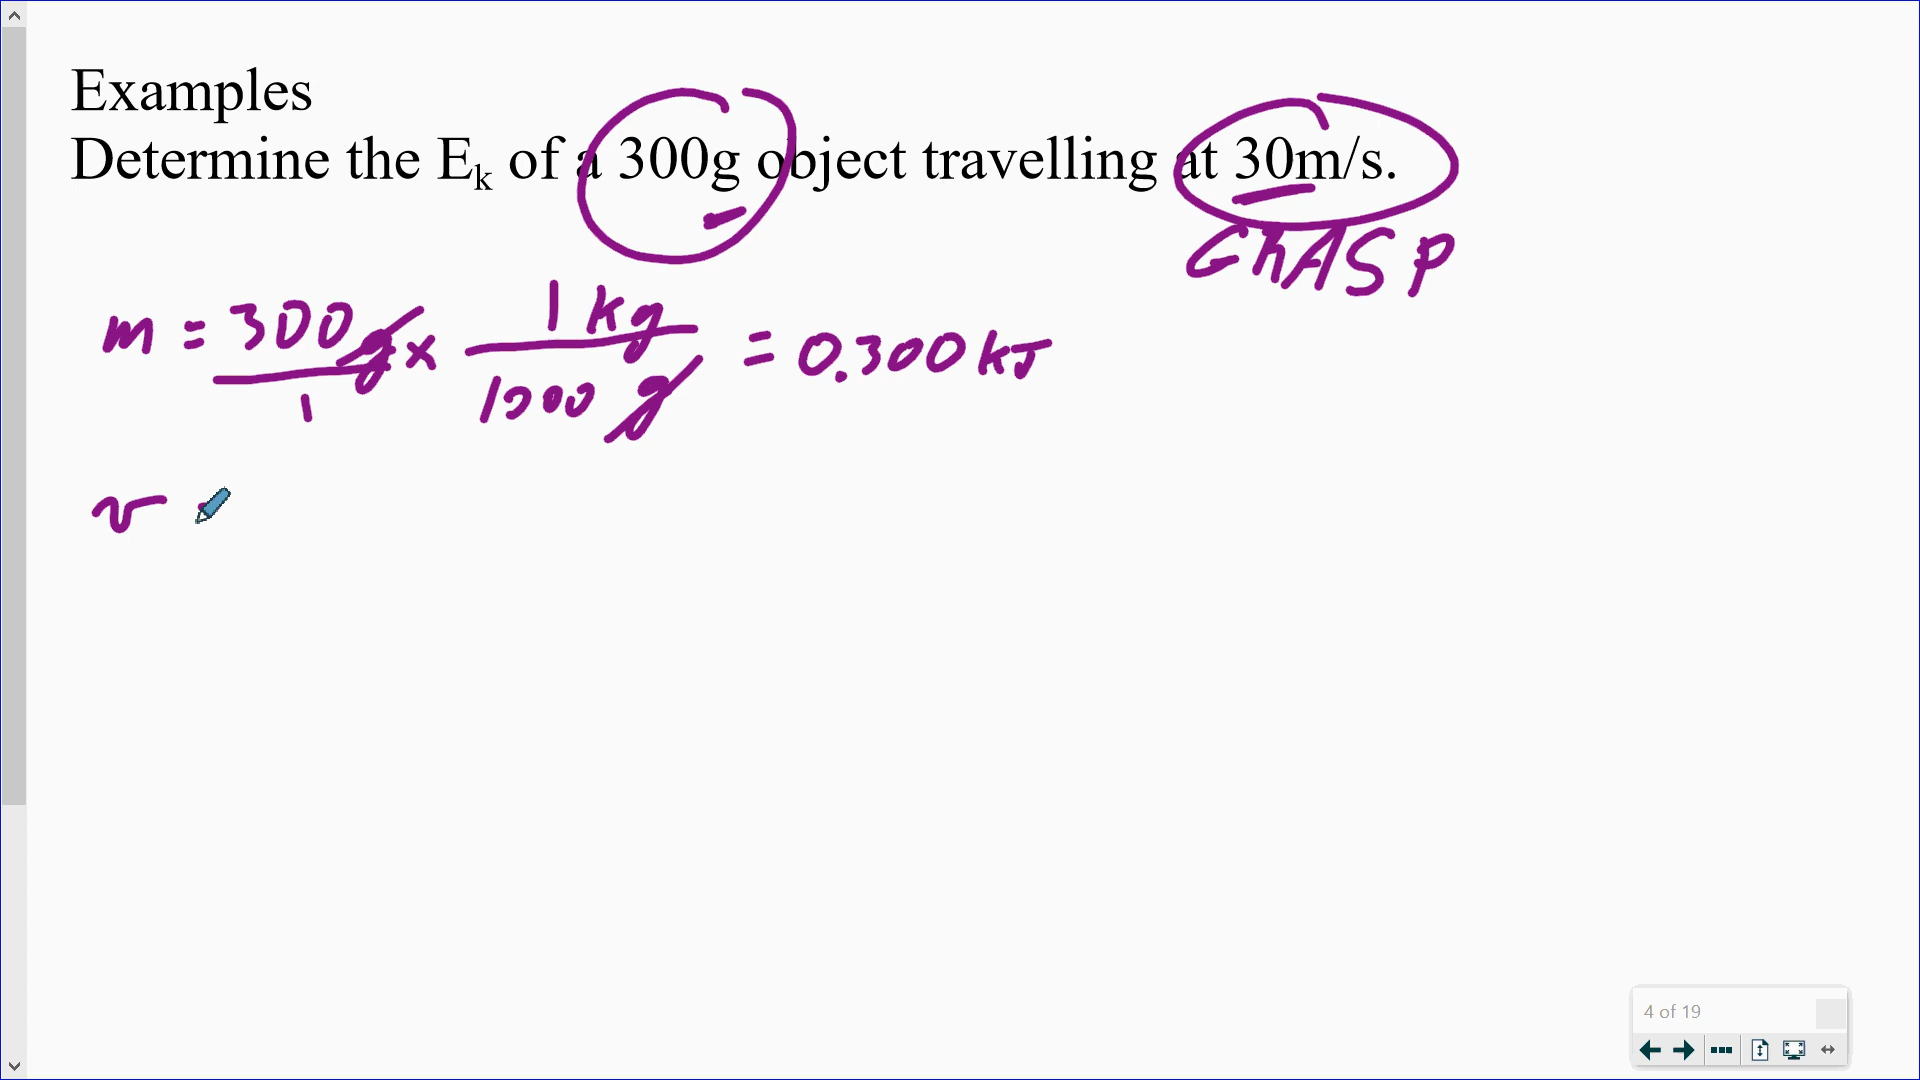 Examples
Determine the Ek of a 300g object travelling at 30m/s.
GRASP
m = 300g/1 x 1 kg/1000 g = 0.300 kJ
v
4 of 19